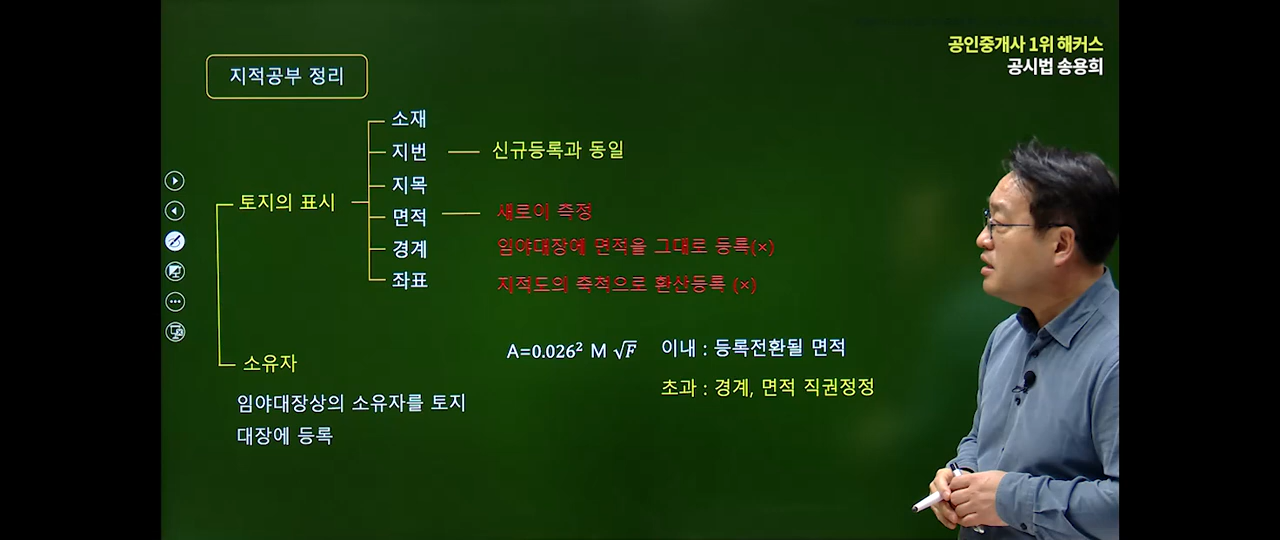 공인중개사 1위 해커스
공시법 송용희
지적공부 정리
토지의 표시
소재
지번
신규등록과 동일
지목
면적
새로이 측정
경계
임야대장에 면적을 그대로 등록(×)
좌표
지적도의 축척으로 환산등록 (×)
A=0.026² M √F 이내 : 등록전환될 면적
초과 : 경계, 면적 직권정정
소유자
임야대장상의 소유자를 토지
대장에 등록